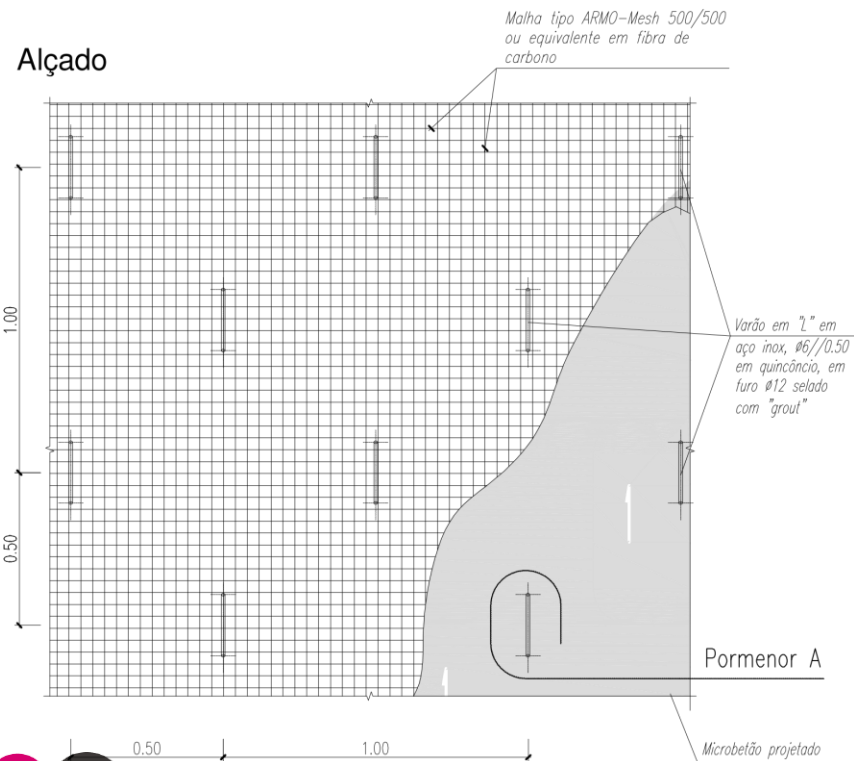 Malha tipo ARMO-Mesh 500/500
ou equivalente em fibra de
carbono
Alçado
1.00
Varão em "L" em
aço inox, ø6//0.50
em quincôncio, em
furo ø12 selado
com "grout"
0.50
Pormenor A
0.50
1.00
Microbetão projetado